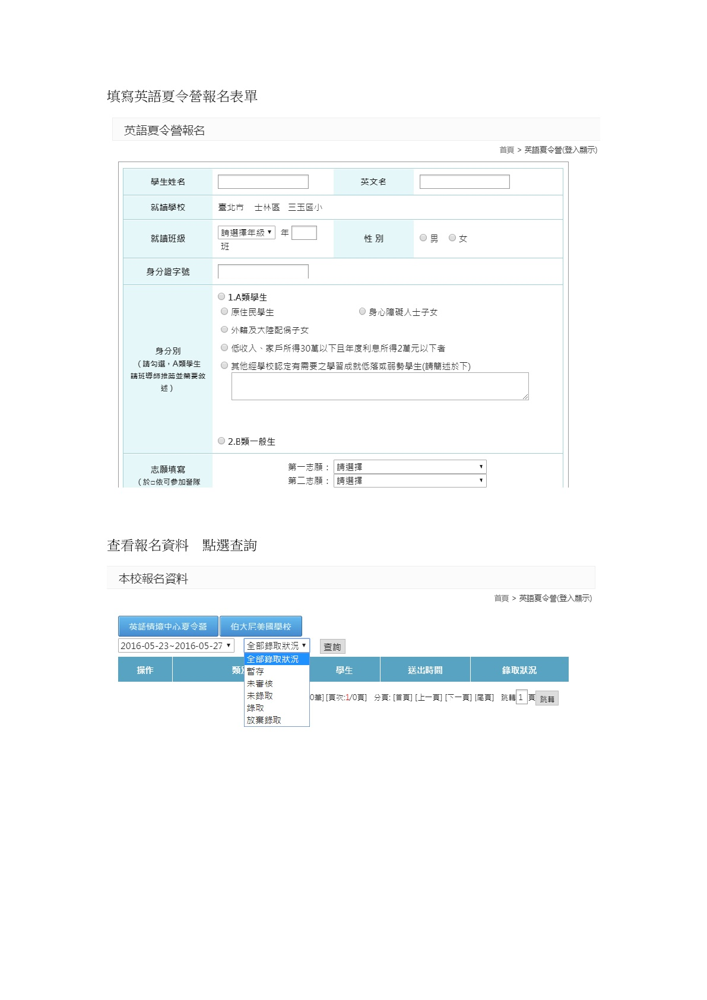 填寫英語夏令營報名表單
英語夏令營報名
首頁 > 英語夏令營(登入顯示)
學生姓名 英文名
就讀學校 臺北市 士林區 三玉國小
就讀班級 請選擇年級 年 性 別 男 女
班
身分證字號
1.A類學生
原住民學生 身心障礙人士子女
外籍及大陸配偶子女
低收入、家戶所得30萬以下且年度利息所得2萬元以下者
其他經學校認定有需要之學習成就低落或弱勢學生(請簡述於下)
身分別
(請勾選,A類學生
請班導師推薦並簡要敘
述)
2.B類一般生
志願填寫
(於□依可參加營隊
第一志願: 請選擇
第二志願: 請選擇
查看報名資料　點選查詢
本校報名資料
首頁 > 英語夏令營(登入顯示)
英語情境中心夏令營 伯大尼美國學校
2016-05-23~2016-05-27 全部錄取狀況 查詢
全部錄取狀況
暫存
未審核
未錄取
錄取
放棄錄取
操作 類 學生 送出時間 錄取狀況
0筆] [頁次:1/0頁] 分頁: [首頁] [上一頁] [下一頁] [尾頁] 跳轉 1 頁 跳轉